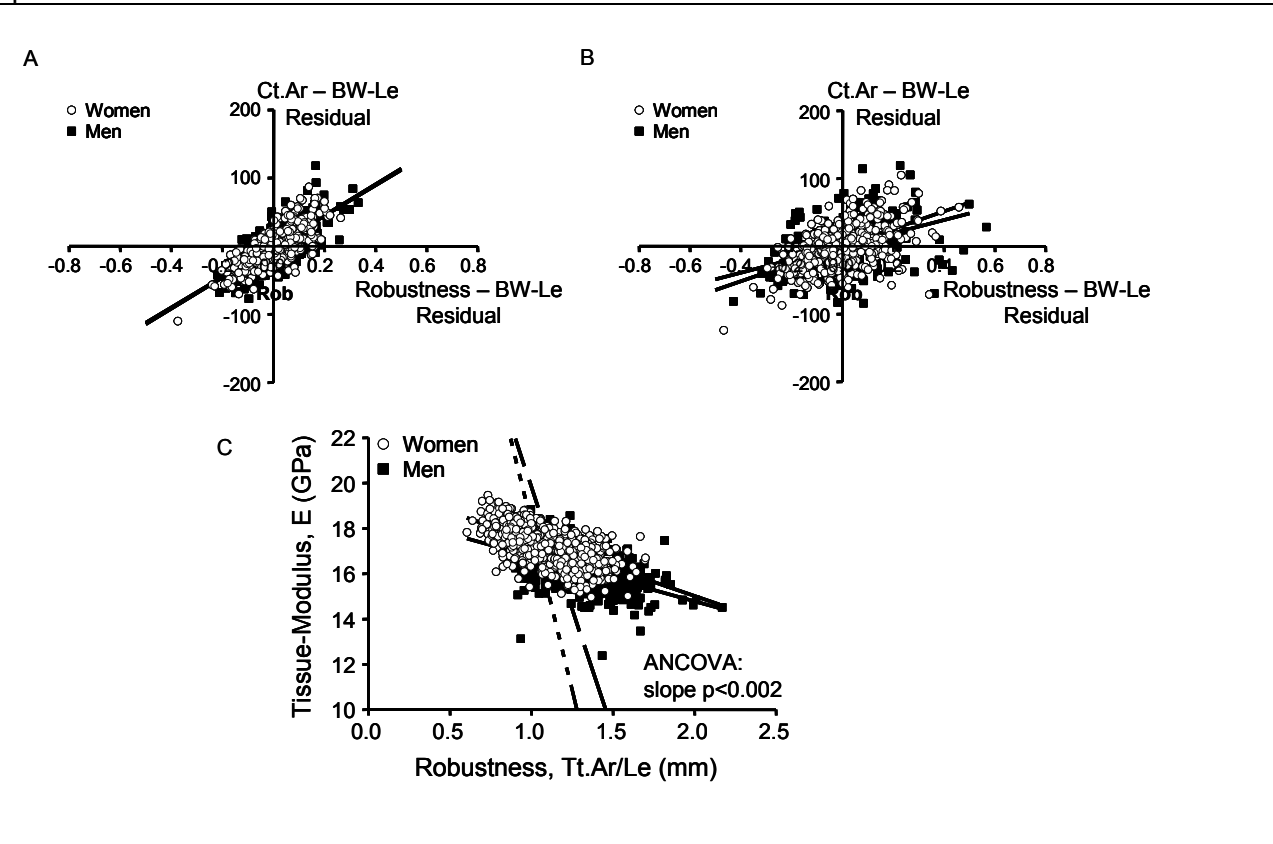 A
Ct.Ar – BW-Le
Residual
Women
Men
200
100
-100
-200
-0.8 -0.6 -0.4 0.2 0.4 0.6 0.8
Rob
Robustness – BW-Le
Residual
B
Ct.Ar – BW-Le
Residual
Women
Men
200
100
-100
-200
-0.8 -0.6 -0.4 0.6 0.8
Rob
Robustness – BW-Le
Residual
C
Women
Men
Tissue-Modulus, E (GPa)
22
20
18
16
14
12
10
ANCOVA:
slope p<0.002
0.0 0.5 1.0 1.5 2.0 2.5
Robustness, Tt.Ar/Le (mm)